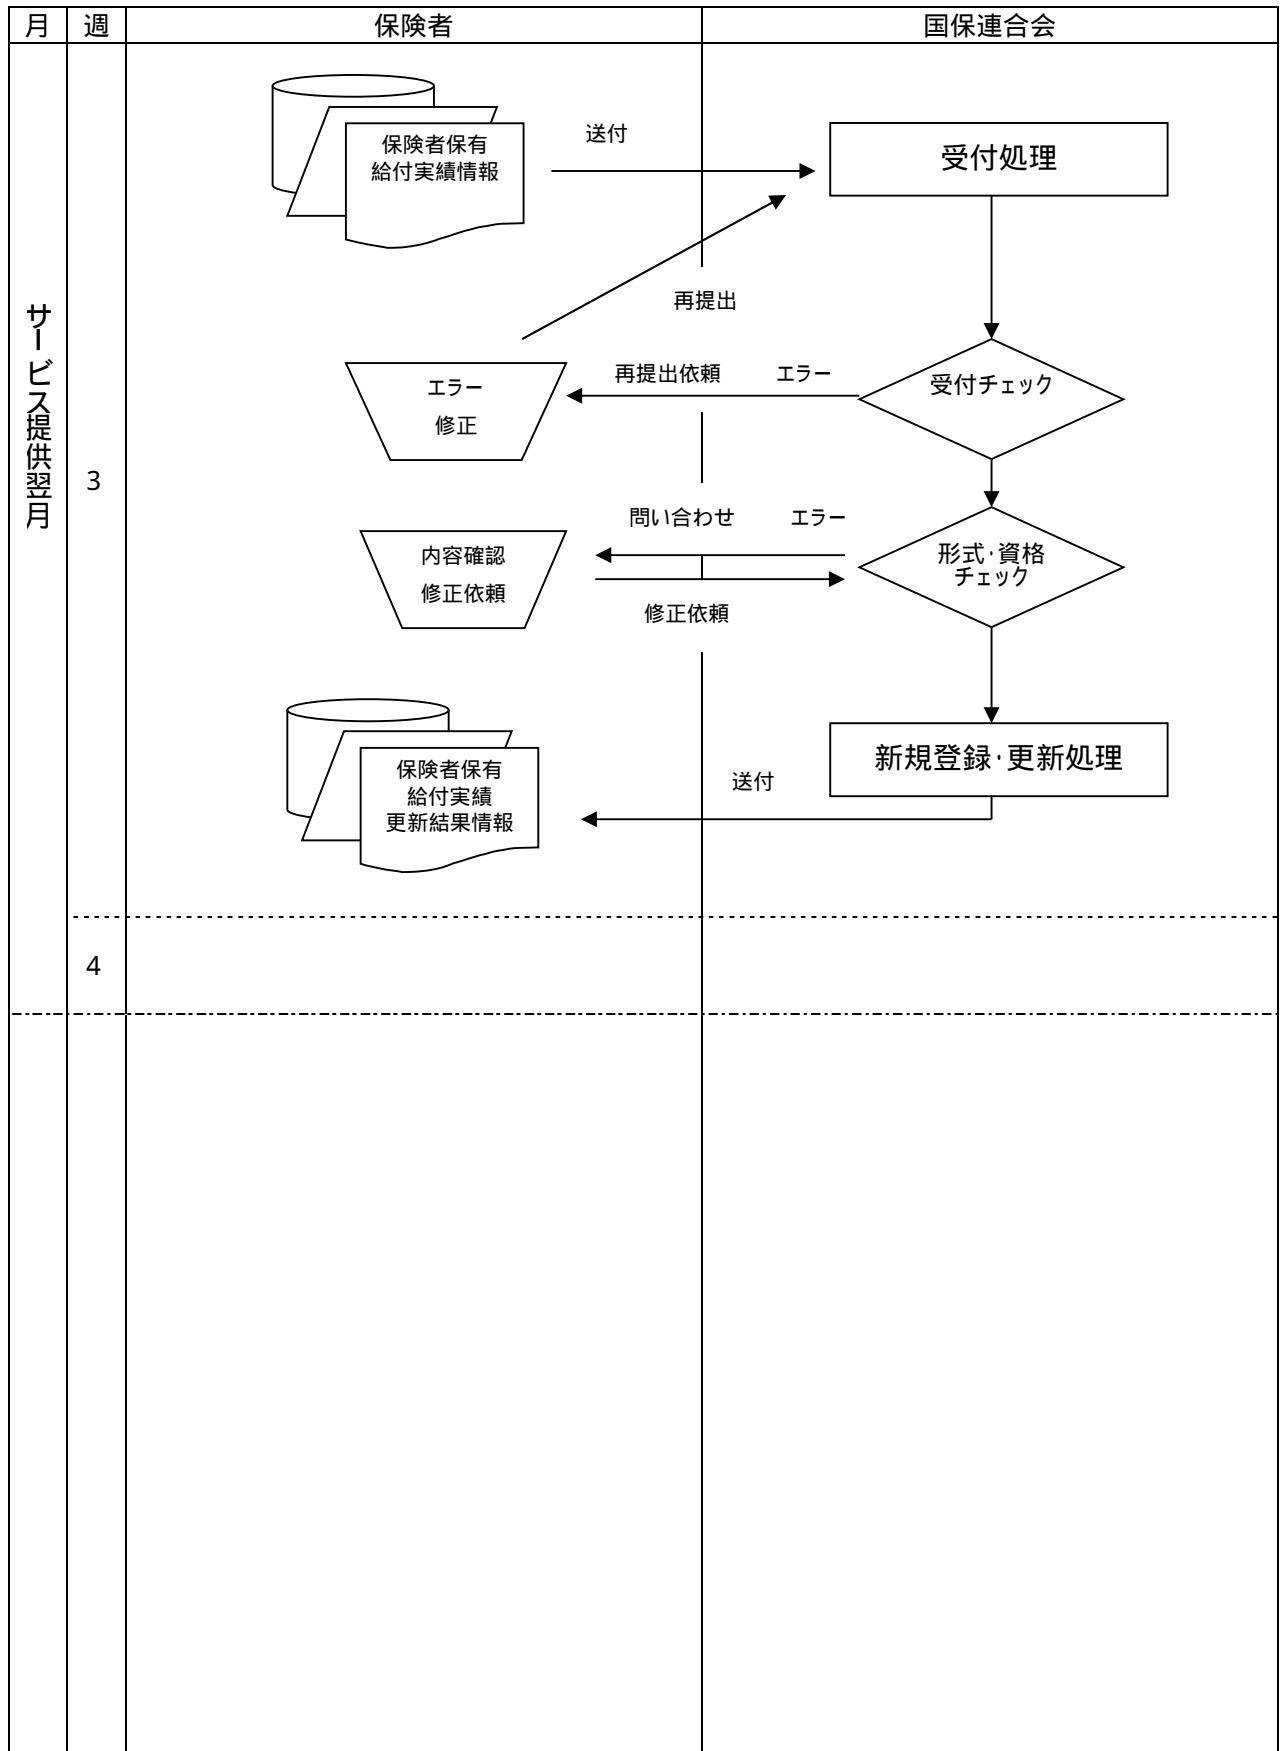 月
週
保険者
国保連合会
サービス提供翌月
3
保険者保有
給付実績情報
送付
受付処理
再提出
エラー
修正
再提出依頼
エラー
受付チェック
問い合わせ
エラー
内容確認
修正依頼
形式・資格
チェック
修正依頼
新規登録・更新処理
送付
保険者保有
給付実績
更新結果情報
4